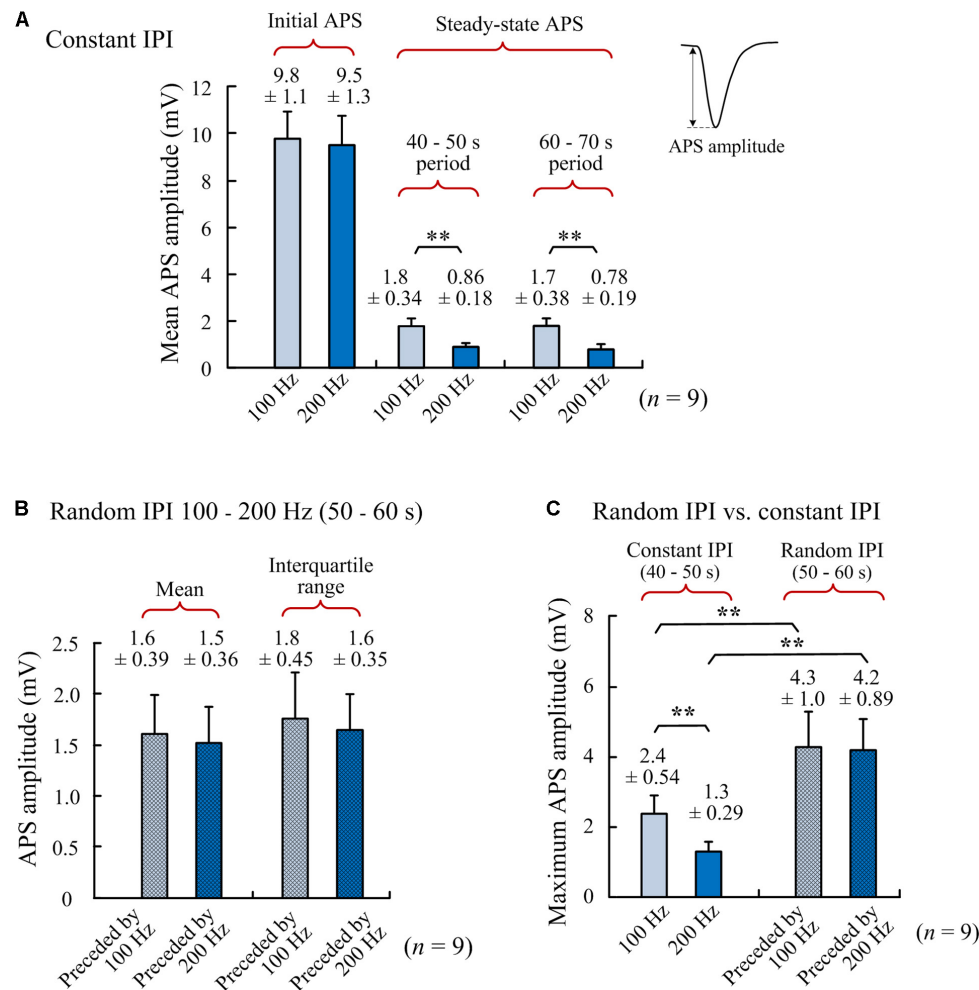 A
Constant IPI
Initial APS
Steady-state APS
9.8
± 1.1
9.5
± 1.3
40 - 50 s
period
60 - 70 s
period
**
**
1.8
± 0.34
0.86
± 0.18
1.7
± 0.38
0.78
± 0.19
APS amplitude
Mean APS amplitude (mV)
12
10
8
6
4
2
0
100 Hz
200 Hz
100 Hz
200 Hz
100 Hz
200 Hz
(n = 9)
B
Random IPI 100 - 200 Hz (50 - 60 s)
Mean
Interquartile
range
1.6
± 0.39
1.5
± 0.36
1.8
± 0.45
1.6
± 0.35
APS amplitude (mV)
2.5
2.0
1.5
1.0
0.5
0
Preceded by
100 Hz
Preceded by
200 Hz
Preceded by
100 Hz
Preceded by
200 Hz
(n = 9)
C
Random IPI vs. constant IPI
Constant IPI
(40 - 50 s)
Random IPI
(50 - 60 s)
**
**
**
2.4
± 0.54
1.3
± 0.29
4.3
± 1.0
4.2
± 0.89
Maximum APS amplitude (mV)
8
6
4
2
0
100 Hz
200 Hz
Preceded by
100 Hz
Preceded by
200 Hz
(n = 9)